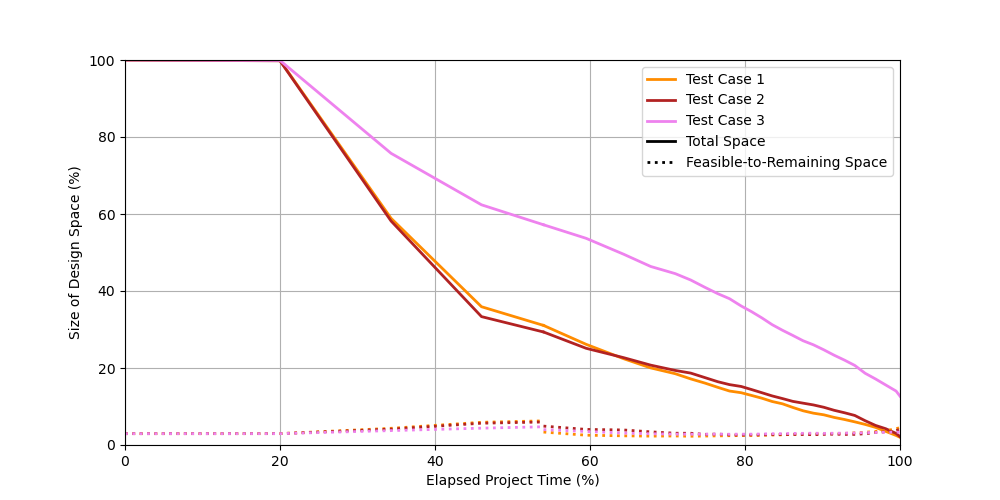 100
80
60
40
20
0
Size of Design Space (%)
Test Case 1
Test Case 2
Test Case 3
Total Space
Feasible-to-Remaining Space
0 20 40 60 80 100
Elapsed Project Time (%)